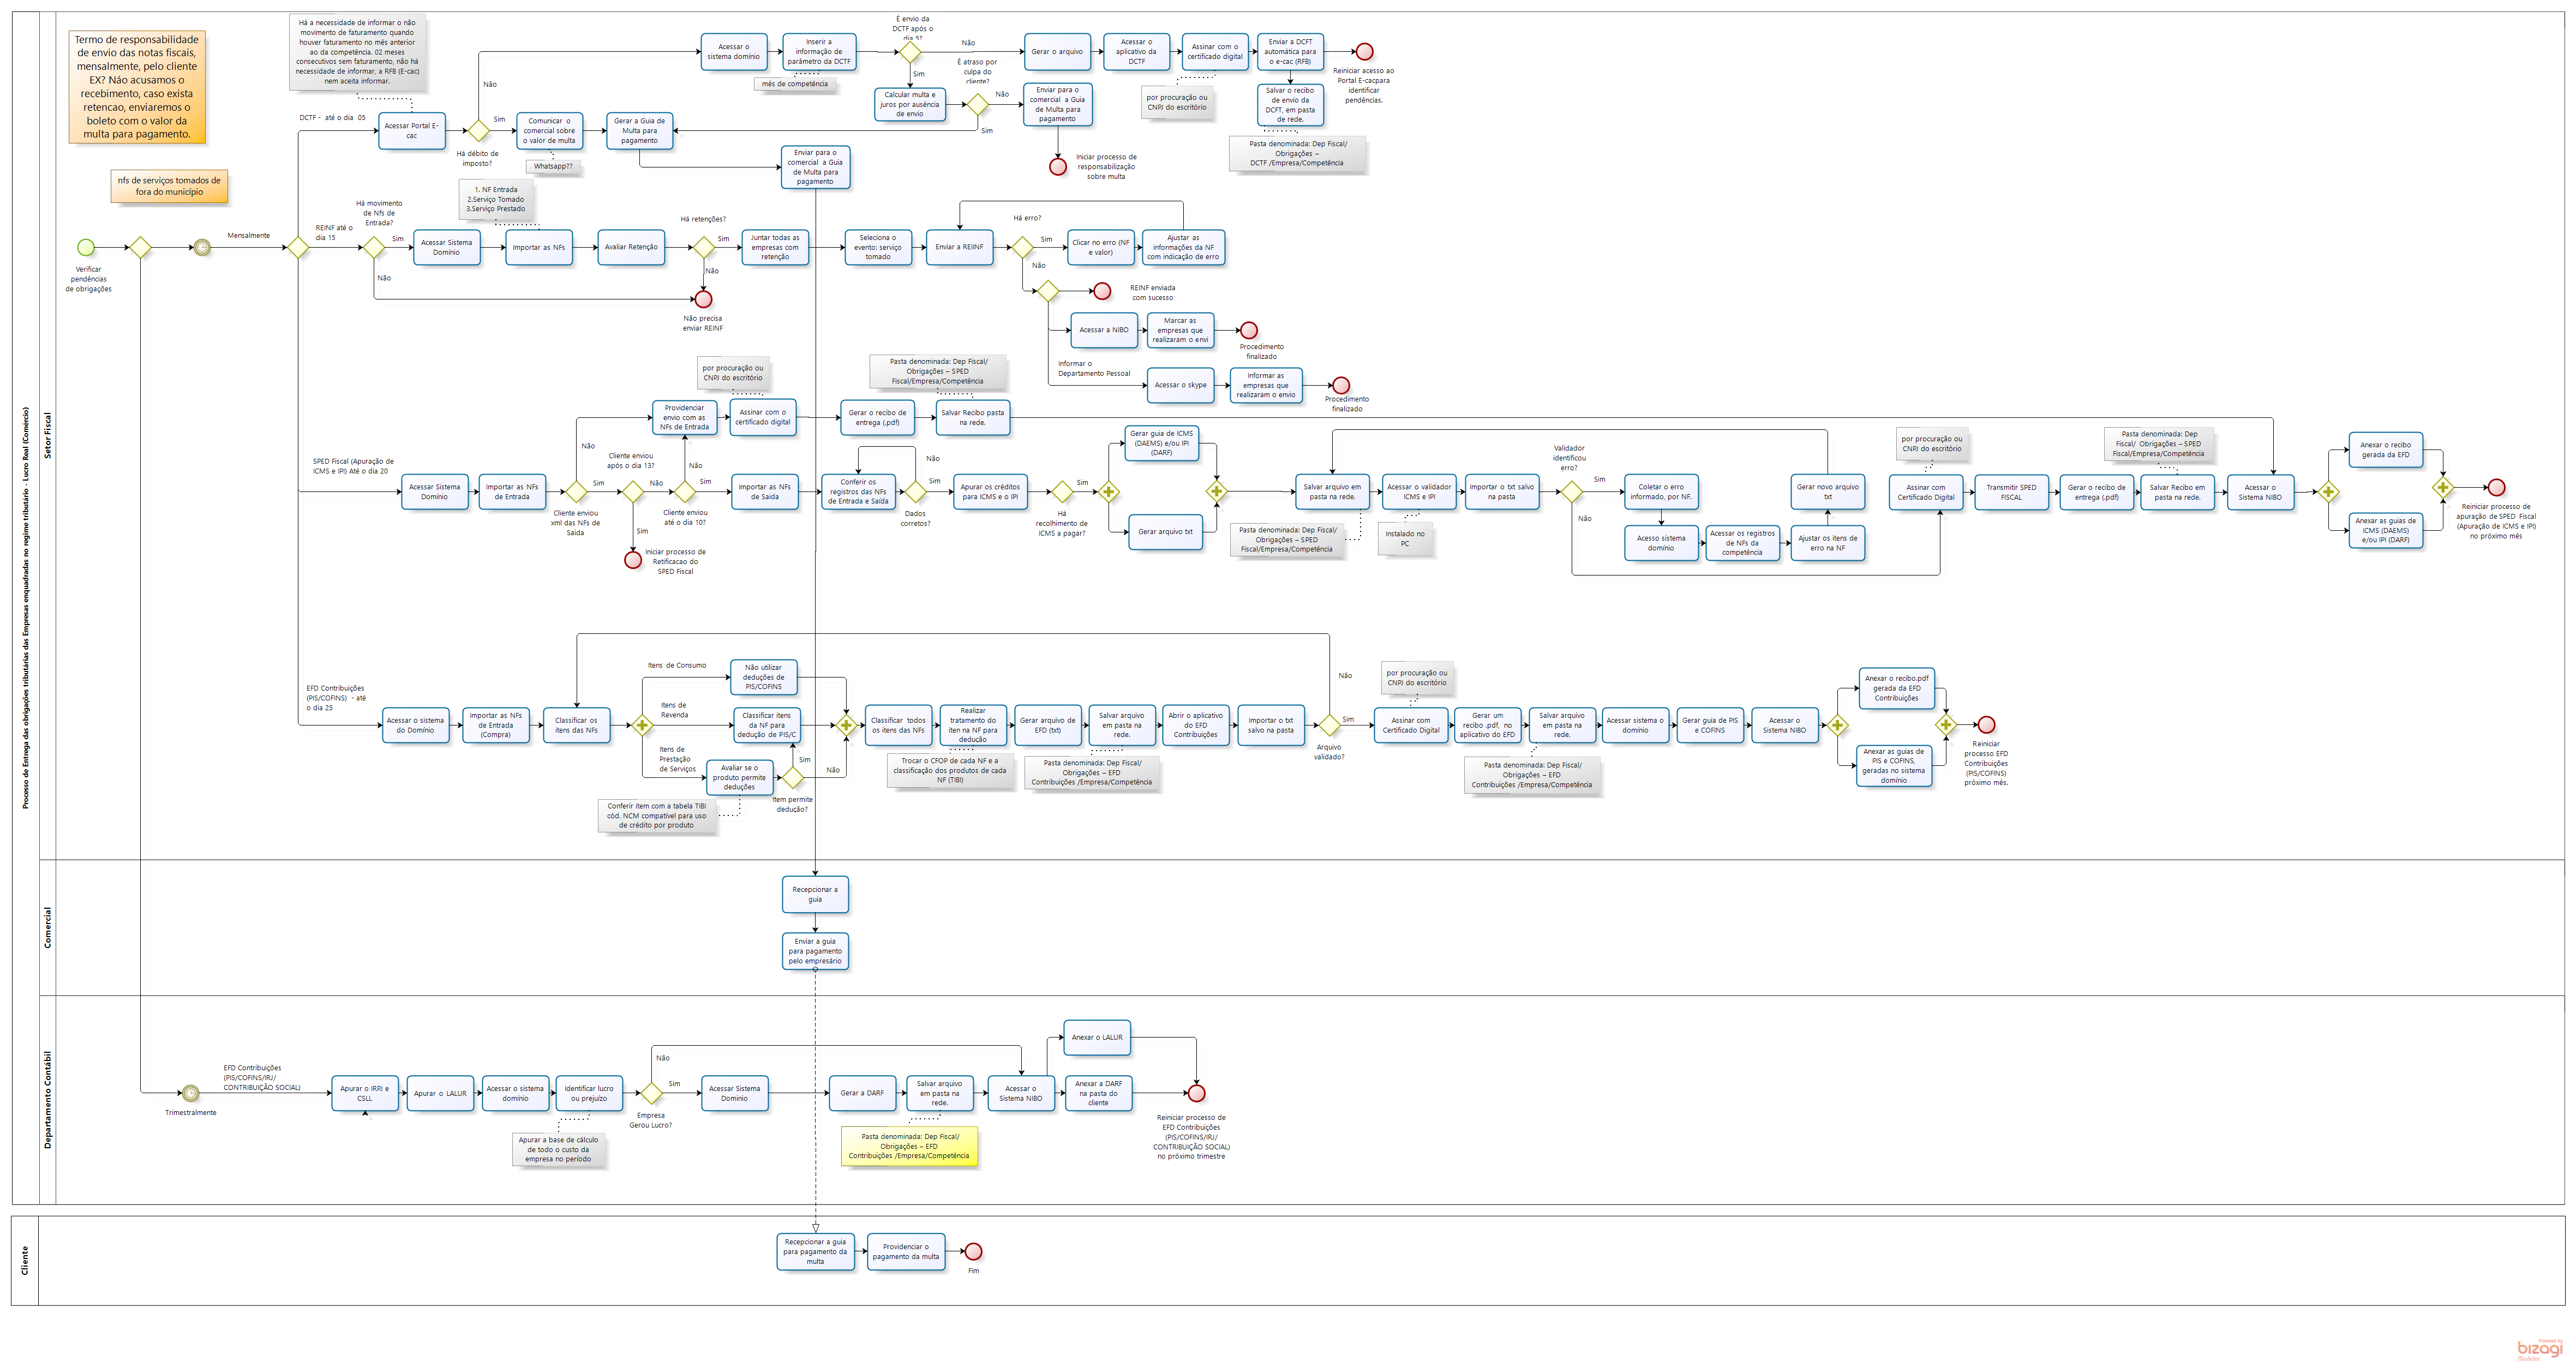 Processo de Entrega das obrigações tributárias das Empresas enquadradas no regime tributário - Lucro Real (Comércio)
Setor Fiscal
Termo de responsabilidade
de envio das notas fiscais,
mensalmente, pelo cliente
EX? Não acusamos o
recebimento, caso exista
retencao, enviaremos o
boleto com o valor da
multa para pagamento.
nfs de serviços tomados de
fora do município
Verificar
pendências
de obrigações
Mensalmente
Há a necessidade de informar o não
movimento de faturamento quando
houver faturamento no mês anterior
ao da competência. 02 meses
consecutivos sem faturamento, não há
necessidade de informar, a RFB (E-cac)
nem aceita informar.
DCTF - até o dia 05
Acessar Portal E-
cac
Há débito de
imposto?
Não
Sim
Comunicar o
comercial sobre
o valor de multa
Whatsapp??
Gerar a Guia de
Multa para
pagamento
Enviar para o
comercial a Guia
de Multa para
pagamento
Acessar o
sistema domínio
Inserir a
informação de
parâmetro da DCTF
mês de competência
É envio da
DCTF após o
dia 5?
Não
Sim
Calcular multa e
juros por ausência
de envio
É atraso por
culpa do
cliente?
Não
Sim
Enviar para o
comercial a Guia
de Multa para
pagamento
Iniciar processo de
responsabilização
sobre multa
Gerar o arquivo
Acessar o
aplicativo da
DCTF
Assinar com o
certificado digital
por procuração ou
CNPJ do escritório
Enviar a DCFT
automática para
o e-cac (RFB)
Salvar o recibo
de envio da
DCFT, em pasta
de rede.
Pasta denominada: Dep Fiscal/
Obrigações –
DCTF /Empresa/Competência
Reiniciar acesso ao
Portal E-cacpara
identificar
pendências.
REINF até o
dia 15
Há movimento
de Nfs de
Entrada?
Sim
Não
Acessar Sistema
Domínio
1. NF Entrada
2.Serviço Tomado
3.Serviço Prestado
Importar as NFs
Avaliar Retenção
Há retenções?
Sim
Não
Não precisa
enviar REINF
Juntar todas as
empresas com
retenção
Seleciona o
evento: serviço
tomado
Enviar a REIINF
Há erro?
Sim
Não
Clicar no erro (NF
e valor)
Ajustar as
informações da NF
com indicação de erro
REINF enviada
com sucesso
Acessar a NIBO
Marcar as
empresas que
realizaram o envi
Procedimento
finalizado
Informar o
Departamento Pessoal
Acessar o skype
Informar as
empresas que
realizaram o envio
Procedimento
finalizado
SPED Fiscal (Apuração de
ICMS e IPI) Até o dia 20
Acessar Sistema
Domínio
Importar as NFs
de Entrada
Cliente enviou
xml das NFs de
Saida
Não
Sim
Cliente enviou
após o dia 13?
Não
Sim
Iniciar processo de
Retificacao do
SPED Fiscal
Cliente enviou
até o dia 10?
Não
Sim
Providenciar
envio com as
NFs de Entrada
por procuração ou
CNPJ do escritório
Assinar com o
certificado digital
Gerar o recibo de
entrega (.pdf)
Pasta denominada: Dep Fiscal/
Obrigações – SPED
Fiscal/Empresa/Competência
Salvar Recibo pasta
na rede.
Importar as NFs
de Saida
Conferir os
registros das NFs
de Entrada e Saída
Dados
corretos?
Não
Sim
Apurar os créditos
para ICMS e o IPI
Há
recolhimento de
ICMS a pagar?
Sim
Gerar guia de ICMS
(DAEMS) e/ou IPI
(DARF)
Gerar arquivo txt
Salvar arquivo em
pasta na rede.
Pasta denominada: Dep Fiscal/
Obrigações – SPED
Fiscal/Empresa/Competência
Acessar o validador
ICMS e IPI
Instalado no
PC
Importar o txt salvo
na pasta
Validador
identificou
erro?
Sim
Não
Coletar o erro
informado, por NF.
Acesso sistema
domínio
Acessar os registros
de NFs da
competência
Ajustar os itens de
erro na NF
Gerar novo arquivo
txt
por procuração ou
CNPJ do escritório
Assinar com
Certificado Digital
Transmitir SPED
FISCAL
Gerar o recibo de
entrega (.pdf)
Pasta denominada: Dep
Fiscal/ Obrigações – SPED
Fiscal/Empresa/Competência
Salvar Recibo em
pasta na rede.
Acessar o
Sistema NIBO
Anexar o recibo
gerada da EFD
Anexar as guias de
ICMS (DAEMS)
e/ou IPI (DARF)
Reiniciar processo de
apuração de SPED Fiscal
(Apuração de ICMS e IPI)
no próximo mês
EFD Contribuições
(PIS/COFINS) - até
o dia 25
Acessar o sistema
do Domínio
Importar as NFs
de Entrada
(Compra)
Classificar os
itens das NFs
Itens de Consumo
Não utilizar
deduções de
PIS/COFINS
Itens de
Revenda
Classificar itens
da NF para
dedução de PIS/C
Itens de
Prestação
de Serviços
Avaliar se o
produto permite
deduções
Conferir item com a tabela TIBi
cód. NCM compatível para uso
de crédito por produto
Sim
Não
Item permite
dedução?
Classificar todos
os itens das NFs
Realizar
tratamento do
iten na NF para
dedução
Trocar o CFOP de cada NF e a
classificação dos produtos de cada
NF (TIBI)
Gerar arquivo de
EFD (txt)
Salvar arquivo
em pasta na
rede.
Pasta denominada: Dep Fiscal/
Obrigações – EFD
Contribuições /Empresa/Competência
Abrir o aplicativo
do EFD
Contribuições
Importar o txt
salvo na pasta
Arquivo
validado?
Não
Sim
por procuração ou
CNPJ do escritório
Assinar com
Certificado Digital
Gerar um
recibo .pdf, no
aplicativo do EFD
Salvar arquivo
em pasta na
rede.
Pasta denominada: Dep Fiscal/
Obrigações – EFD
Contribuições /Empresa/Competência
Acessar sistema o
domínio
Gerar guia de PIS
e COFINS
Acessar o
Sistema NIBO
Anexar o recibo.pdf
gerada da EFD
Contribuições
Anexar as guias de
PIS e COFINS,
geradas no sistema
domínio
Reiniciar
processo EFD
Contribuições
(PIS/COFINS)
próximo mês.
Comercial
Recepcionar a
guia
Enviar a guia
para pagamento
pelo empresário
Departamento Contábil
Trimestralmente
EFD Contribuições
(PIS/COFINS/IRJ/
CONTRIBUIÇÃO SOCIAL)
Apurar o IRPJ e
CSLL
Apurar o LALUR
Acessar o sistema
domínio
Identificar lucro
ou prejuízo
Apurar a base de cálculo
de todo o custo da
empresa no período
Empresa
Gerou Lucro?
Não
Sim
Acessar Sistema
Dominio
Gerar a DARF
Salvar arquivo
em pasta na
rede.
Pasta denominada: Dep Fiscal/
Obrigações – EFD
Contribuições /Empresa/Competência
Acessar o
Sistema NIBO
Anexar o LALUR
Anexar a DARF
na pasta do
cliente
Reiniciar processo de
EFD Contribuições
(PIS/COFINS/IRJ/
CONTRIBUIÇÃO SOCIAL)
no próximo trimestre
Cliente
Recepcionar a guia
para pagamento da
multa
Providenciar o
pagamento da multa
Fim
Powered by
bizagi
Modeler